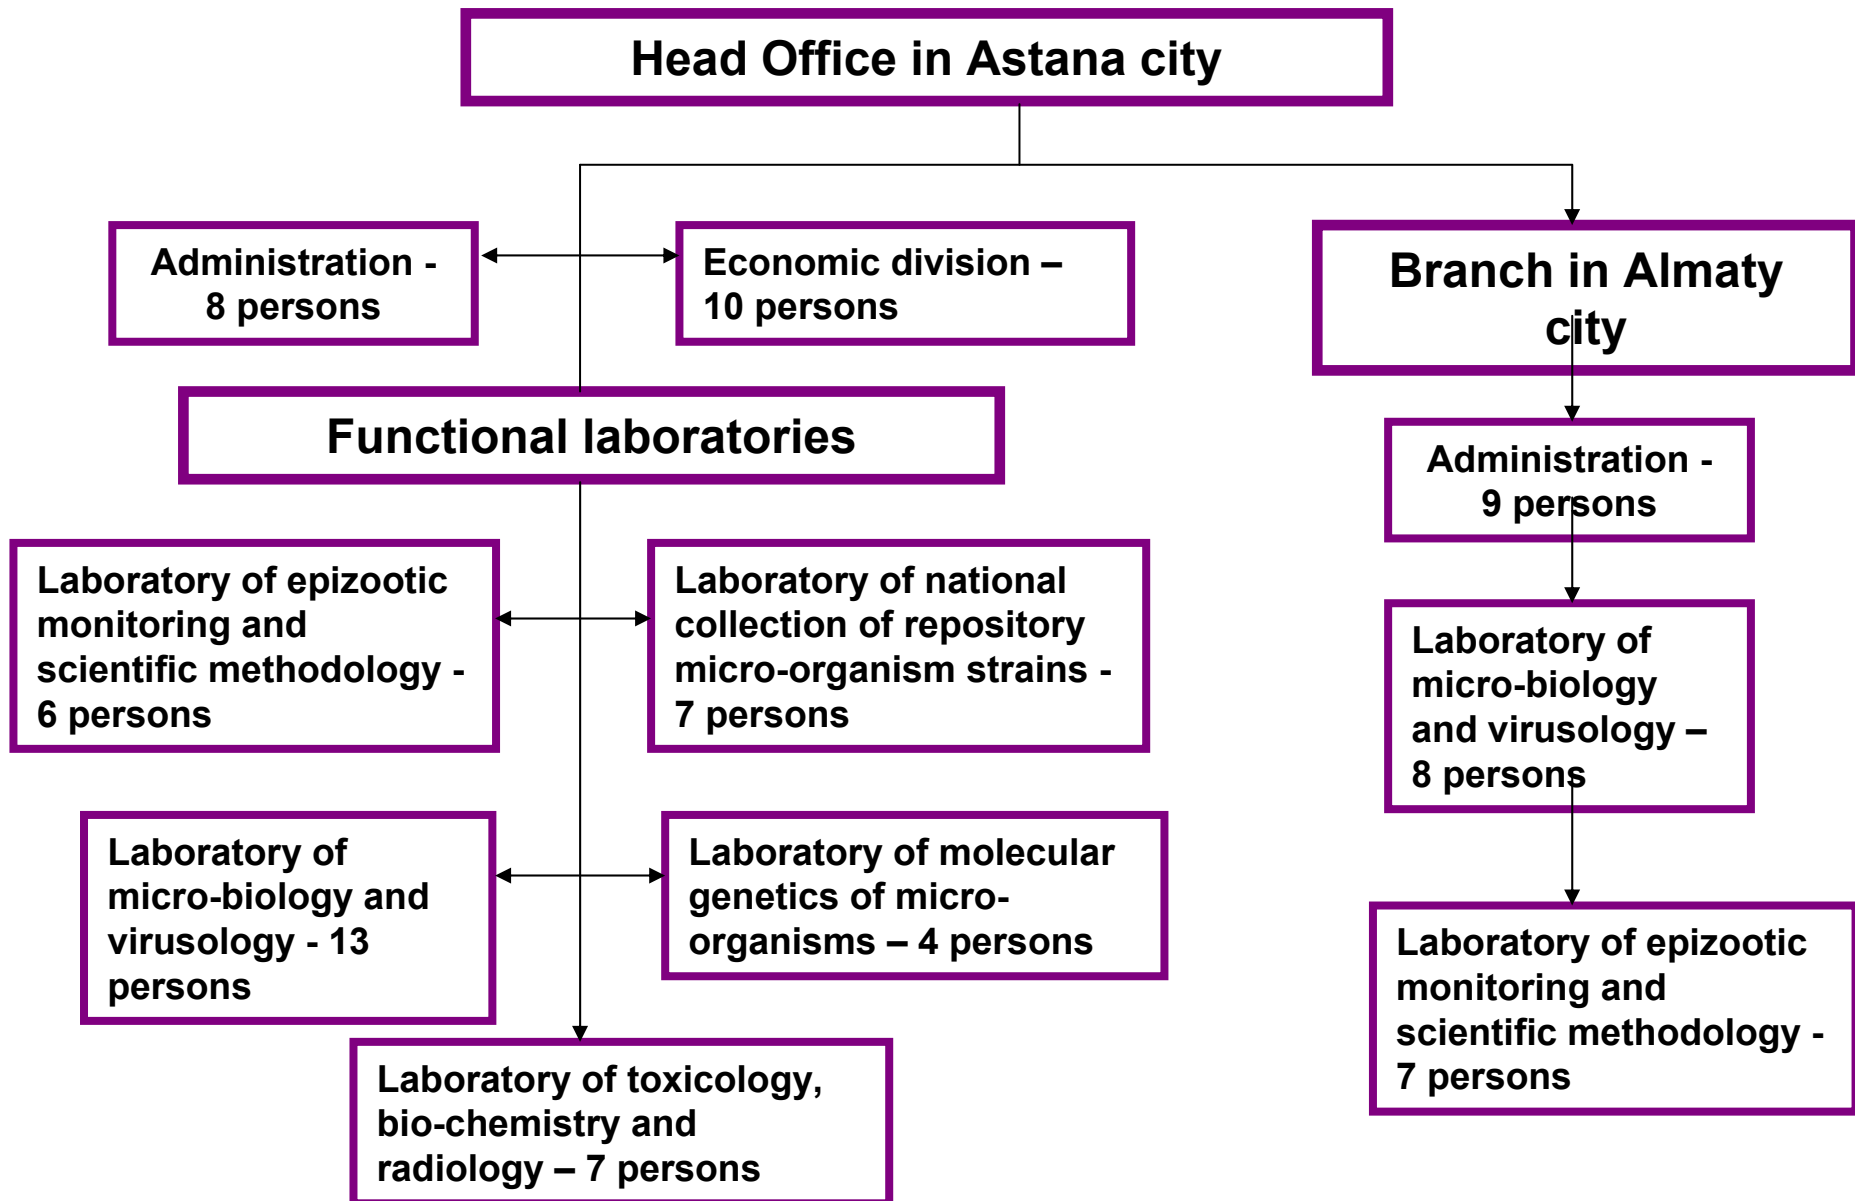 Head Office in Astana city
Administration -
8 persons
Economic division –
10 persons
Branch in Almaty
city
Functional laboratories
Administration -
9 persons
Laboratory of epizootic
monitoring and
scientific methodology -
6 persons
Laboratory of national
collection of repository
micro-organism strains -
7 persons
Laboratory of
micro-biology
and virusology –
8 persons
Laboratory of
micro-biology and
virusology - 13
persons
Laboratory of molecular
genetics of micro-
organisms – 4 persons
Laboratory of epizootic
monitoring and
scientific methodology -
7 persons
Laboratory of toxicology,
bio-chemistry and
radiology – 7 persons